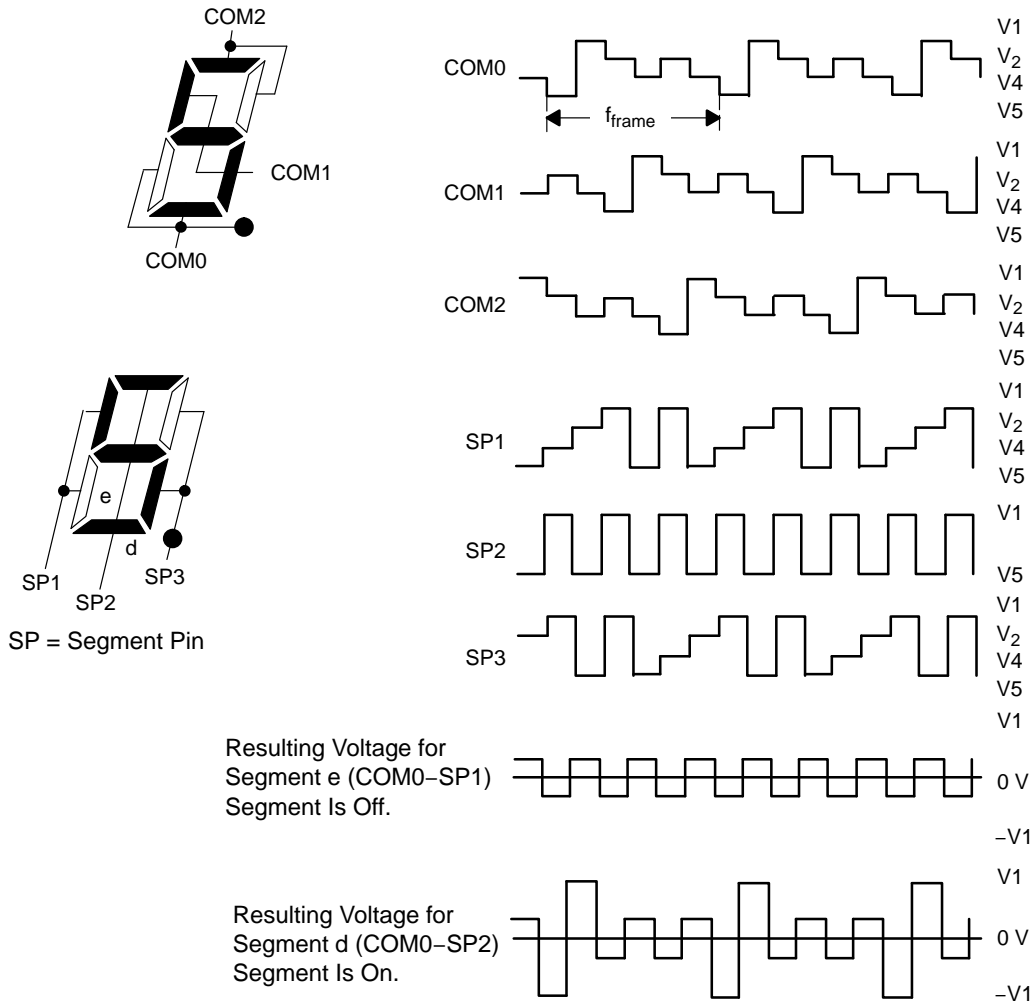 COM2
COM1
COM0
e
d
SP1
SP2
SP3
SP = Segment Pin
COM0
f_frame
V1
V2
V4
V5
COM1
V1
V2
V4
V5
COM2
V1
V2
V4
V5
SP1
V1
V2
V4
V5
SP2
V1
V5
SP3
V1
V2
V4
V5
Resulting Voltage for
Segment e (COM0−SP1)
Segment Is Off.
V1
0 V
−V1
Resulting Voltage for
Segment d (COM0−SP2)
Segment Is On.
V1
0 V
−V1